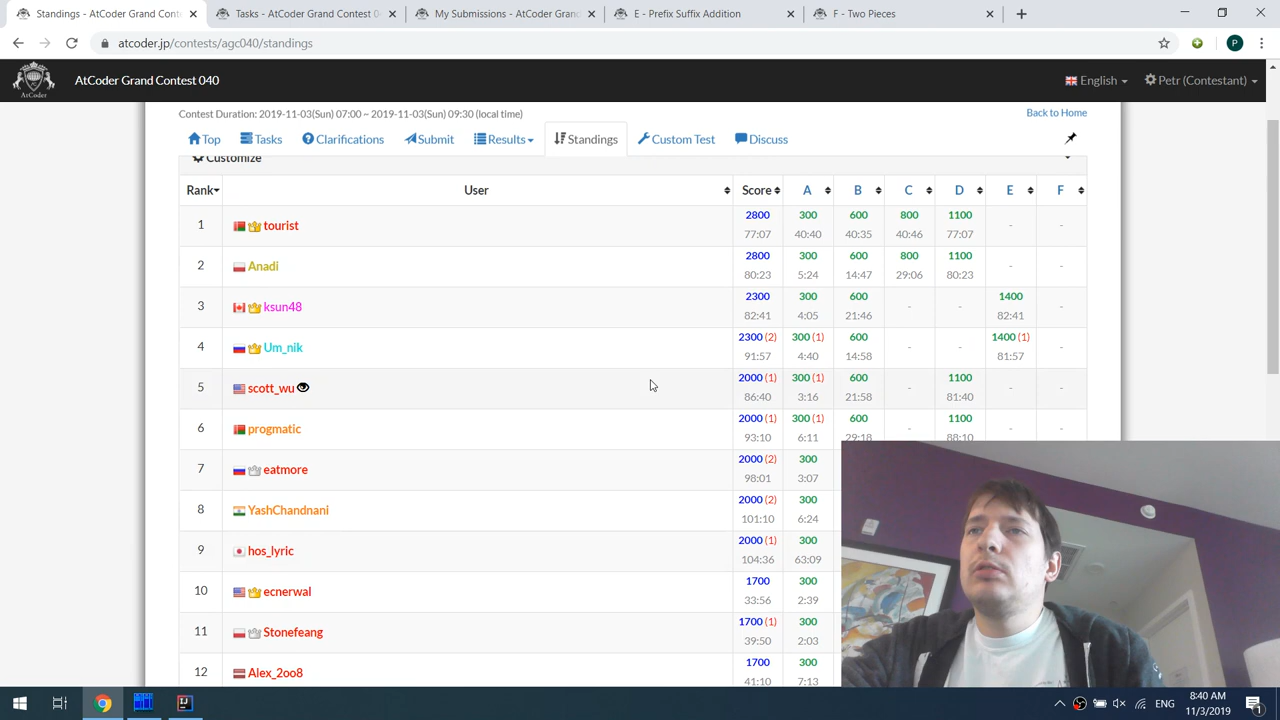 Standings - AtCoder Grand C
Tasks - AtCoder Grand Contest 04
My Submissions - AtCoder Gran
E - Prefix Suffix Addition
F - Two Pieces
atcoder.jp/contests/agc040/standings
P
AtCoder
AtCoder Grand Contest 040
English
Petr (Contestant)
Contest Duration: 2019-11-03(Sun) 07:00 ~ 2019-11-03(Sun) 09:30 (local time)
Back to Home
Top Tasks Clarifications Submit Results Standings Custom Test Discuss
Customize
Rank User Score A B C D E F
1 tourist 2800 300 600 800 1100 - -
77:07 40:40 40:35 40:46 77:07
2 Anadi 2800 300 600 800 1100 - -
80:23 5:24 14:47 29:06 80:23
3 ksun48 2300 300 600 - - 1400 -
82:41 4:05 21:46 82:41
4 Um_nik 2300 (2) 300 (1) 600 - - 1400 (1) -
91:57 4:40 14:58 81:57
5 scott_wu 2000 (1) 300 (1) 600 - 1100 - -
86:40 3:16 21:58 81:40
6 progmatic 2000 (1) 300 (1) 600 - 1100 - -
93:10 6:11 29:18 88:10
7 eatmore 2000 (2) 300
98:01 3:07
8 YashChandnani 2000 (2) 300
101:10 6:24
9 hos_lyric 2000 (1) 300
104:36 63:09
10 ecnerwal 1700 300
33:56 2:39
11 Stonefeang 1700 (1) 300
39:50 2:03
12 Alex_2oo8 1700 300
41:10 7:13
ENG
8:40 AM
11/3/2019
1